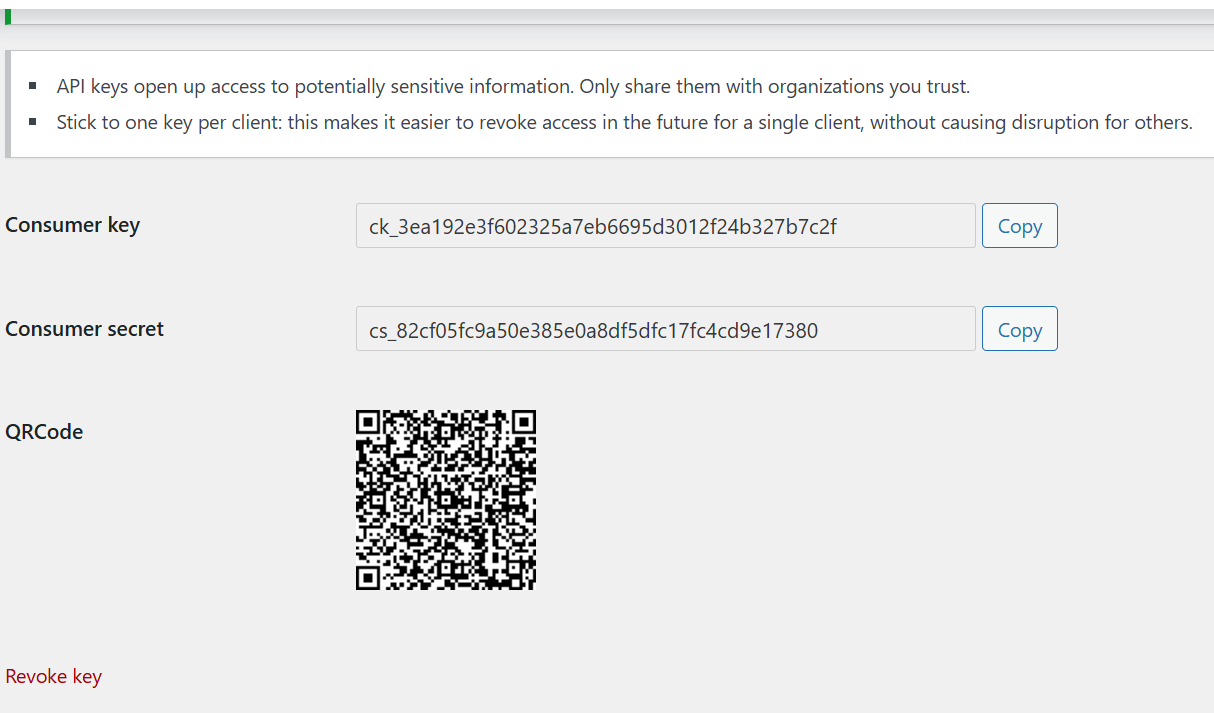 API keys open up access to potentially sensitive information. Only share them with organizations you trust.
Stick to one key per client: this makes it easier to revoke access in the future for a single client, without causing disruption for others.
Consumer key
ck_3ea192e3f602325a7eb6695d3012f24b327b7c2f
Copy
Consumer secret
cs_82cf05fc9a50e385e0a8df5dfc17fc4cd9e17380
Copy
QRCode
Revoke key